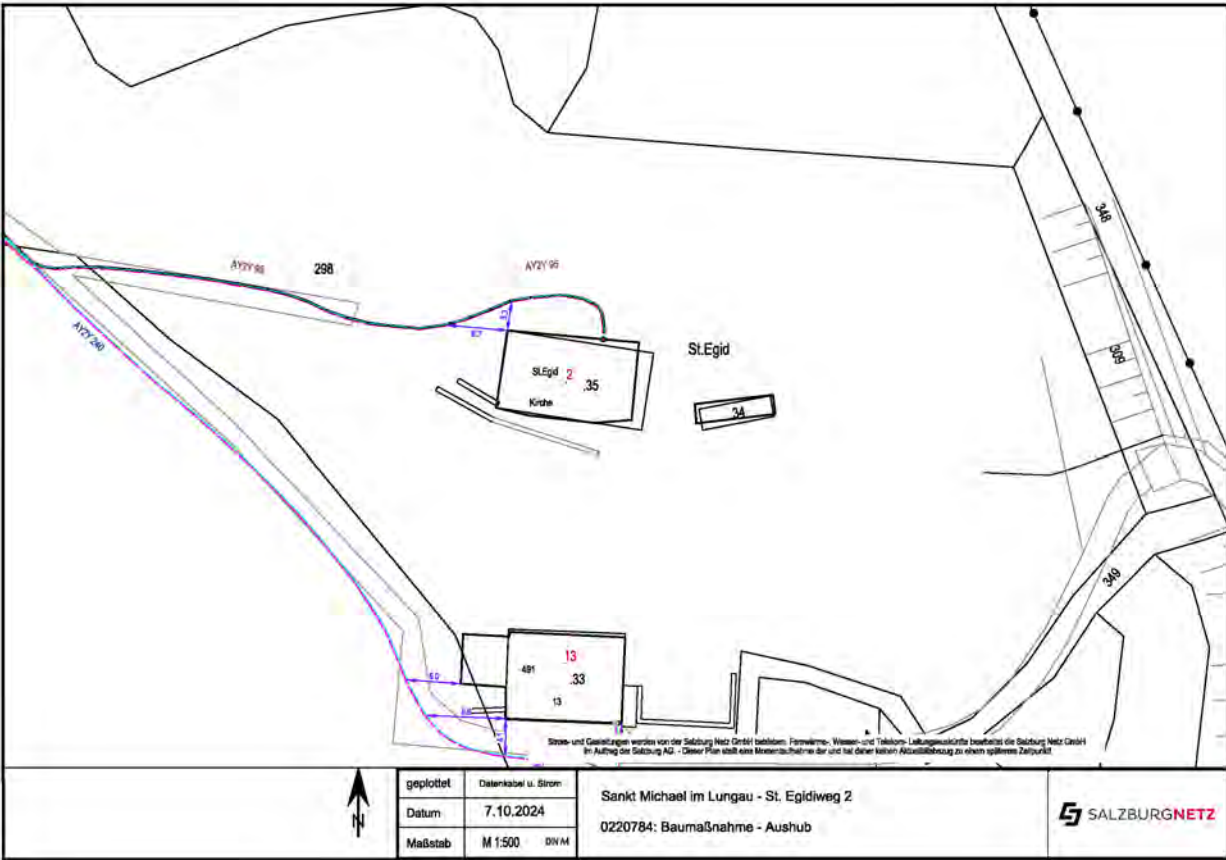 348
AY2Y 95
298
AY2Y 95
AY2Y 240
St.Egid
309
St.Egid 2
.35
Kirche
34
349
13
491
.33
13
Strom- und Gasleitungen werden von der Salzburg Netz GmbH betrieben. Fernwärme-, Wasser- und Telekom- Leitungsauskünfte bearbeitet die Salzburg Netz GmbH
im Auftrag der Salzburg AG. - Dieser Plan stellt eine Momentaufnahme dar und hat daher keinen Aktualitätsbezug zu einem späteren Zeitpunkt
N
geplottet Datenkabel u. Strom
Datum 7.10.2024
Maßstab M 1:500 DIN
Sankt Michael im Lungau - St. Egidiweg 2
0220784: Baumaßnahme - Aushub
SALZBURGNETZ